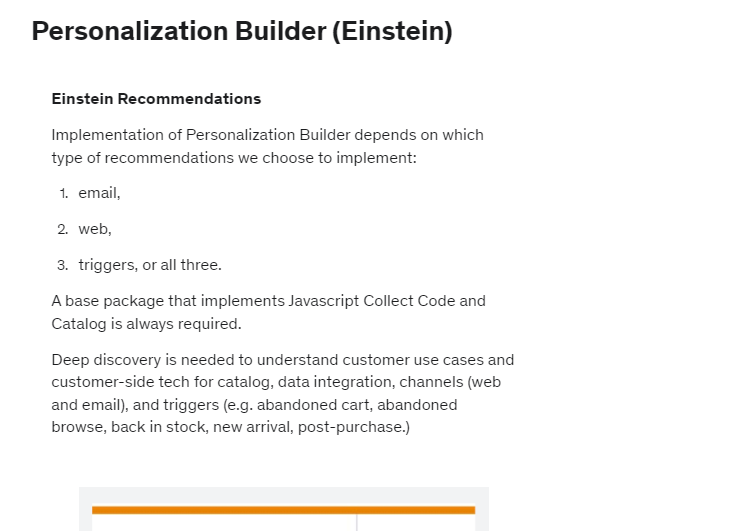 Personalization Builder (Einstein)
Einstein Recommendations
Implementation of Personalization Builder depends on which
type of recommendations we choose to implement:
1. email,
2. web,
3. triggers, or all three.
A base package that implements Javascript Collect Code and
Catalog is always required.
Deep discovery is needed to understand customer use cases and
customer-side tech for catalog, data integration, channels (web
and email), and triggers (e.g. abandoned cart, abandoned
browse, back in stock, new arrival, post-purchase.)